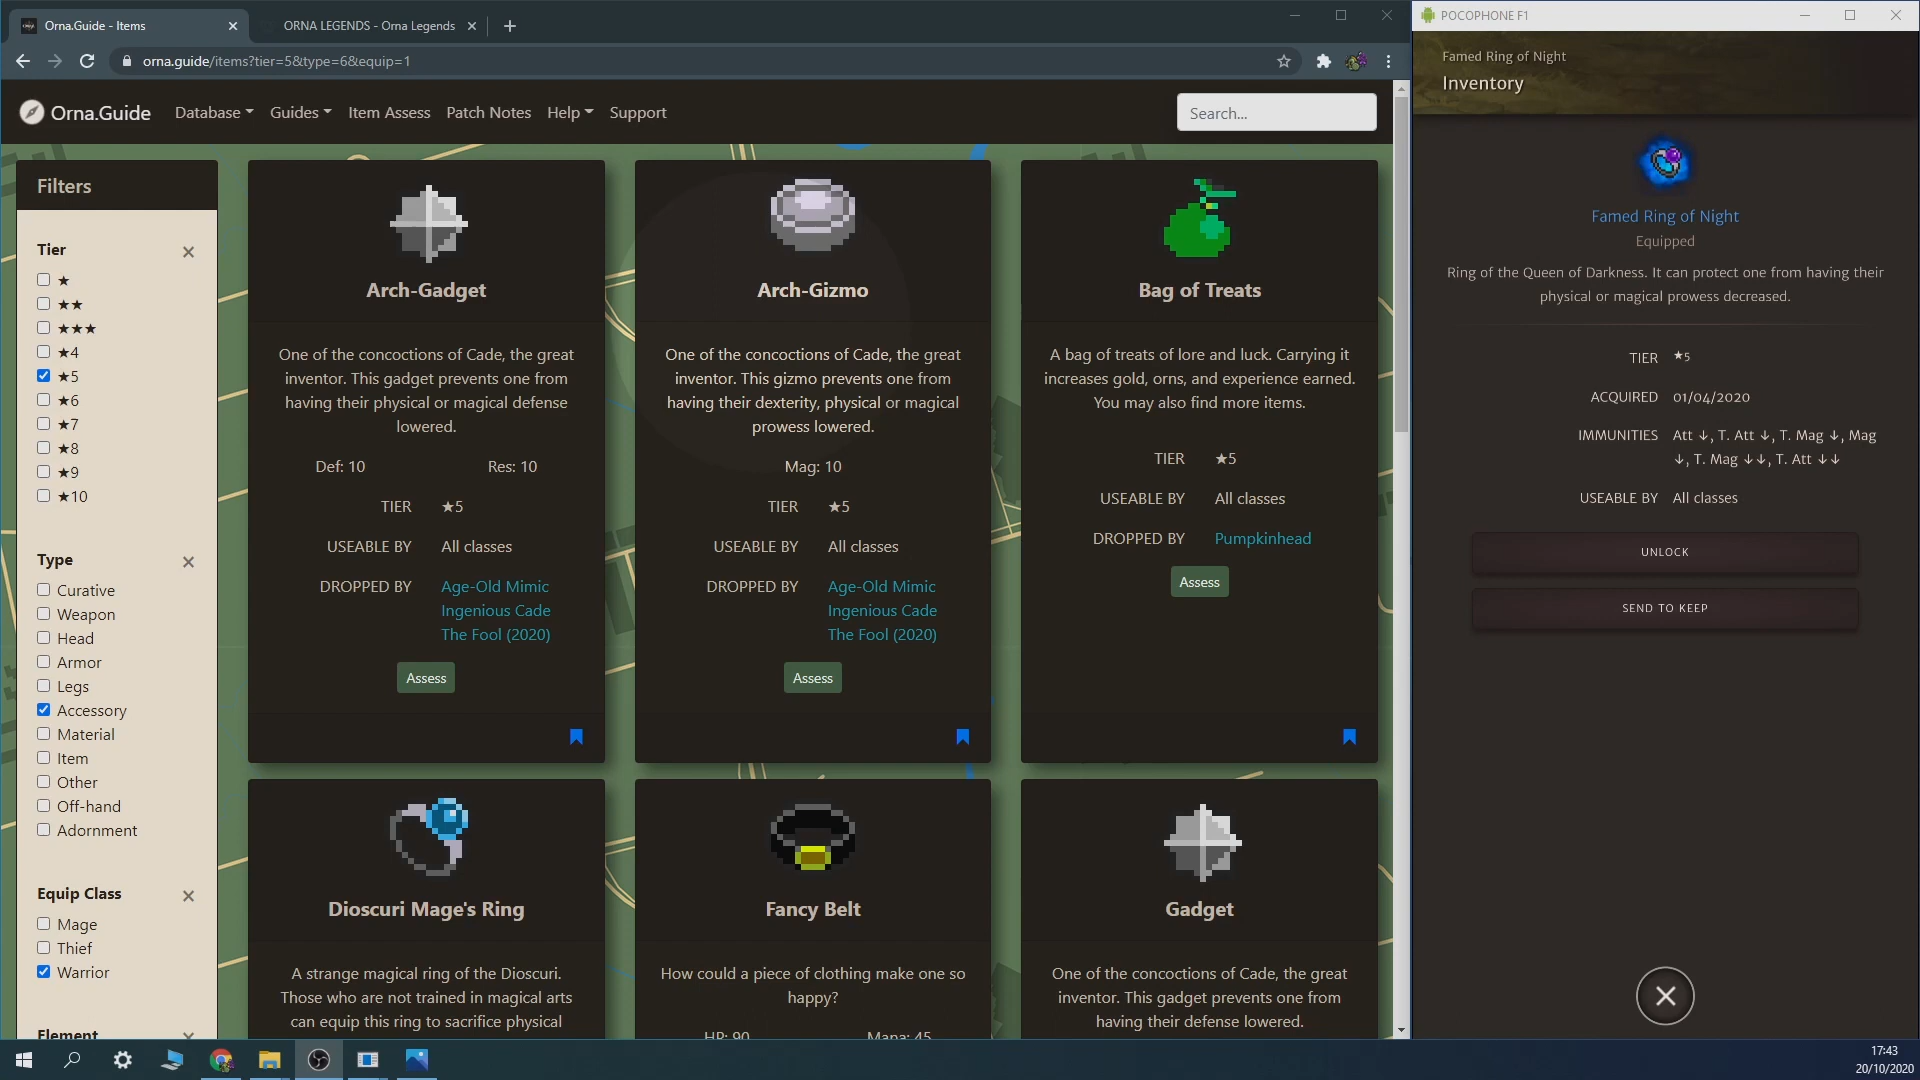 Orna.Guide - Items
ORNA LEGENDS - Orna Legends
POCOPHONE F1
orna.guide/items?tier=5&type=6&equip=1
Orna.Guide
Database
Guides
Item Assess
Patch Notes
Help
Support
Search...
Filters
Tier
★
★★
★★★
★4
★5
★6
★7
★8
★9
★10
Type
Curative
Weapon
Head
Armor
Legs
Accessory
Material
Item
Other
Off-hand
Adornment
Equip Class
Mage
Thief
Warrior
Element
Arch-Gadget
One of the concoctions of Cade, the great
inventor. This gadget prevents one from
having their physical or magical defense
lowered.
Def: 10 Res: 10
TIER ★5
USEABLE BY All classes
DROPPED BY Age-Old Mimic
Ingenious Cade
The Fool (2020)
Assess
Arch-Gizmo
One of the concoctions of Cade, the great
inventor. This gizmo prevents one from
having their dexterity, physical or magical
prowess lowered.
Mag: 10
TIER ★5
USEABLE BY All classes
DROPPED BY Age-Old Mimic
Ingenious Cade
The Fool (2020)
Assess
Bag of Treats
A bag of treats of lore and luck. Carrying it
increases gold, orns, and experience earned.
You may also find more items.
TIER ★5
USEABLE BY All classes
DROPPED BY Pumpkinhead
Assess
Dioscuri Mage's Ring
A strange magical ring of the Dioscuri.
Those who are not trained in magical arts
can equip this ring to sacrifice physical
Fancy Belt
How could a piece of clothing make one so
happy?
HP: 90 Mana: 45
Gadget
One of the concoctions of Cade, the great
inventor. This gadget prevents one from
having their defense lowered.
Famed Ring of Night
Inventory
Famed Ring of Night
Equipped
Ring of the Queen of Darkness. It can protect one from having their
physical or magical prowess decreased.
TIER ★5
ACQUIRED 01/04/2020
IMMUNITIES Att ↓, T. Att ↓, T. Mag ↓, Mag
↓, T. Mag ↓↓, T. Att ↓↓
USEABLE BY All classes
UNLOCK
SEND TO KEEP
17:43
20/10/2020